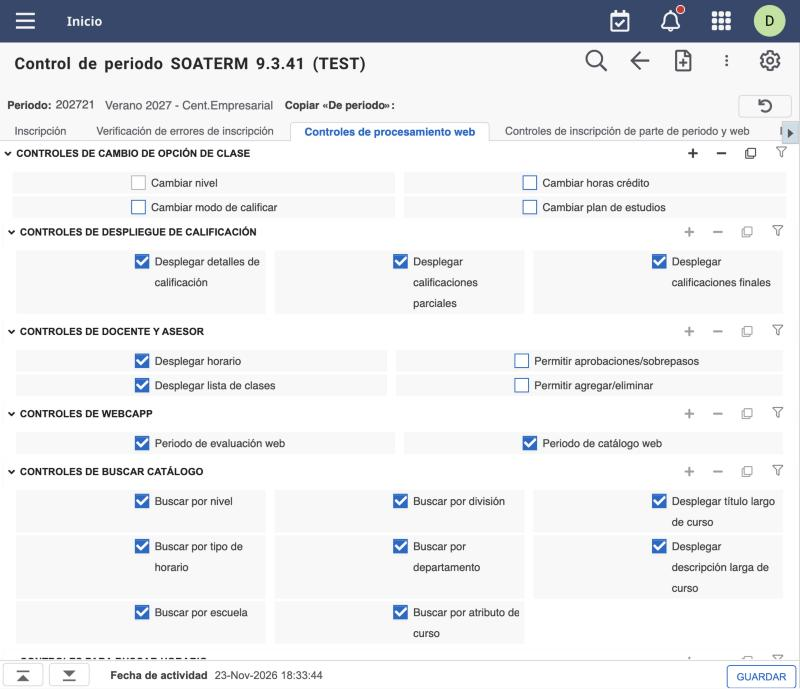 Inicio
D
Control de periodo SOATERM 9.3.41 (TEST)
Periodo: 202721 Verano 2027 - Cent.Empresarial Copiar «De periodo»:
Inscripción Verificación de errores de inscripción Controles de procesamiento web Controles de inscripción de parte de periodo y web
CONTROLES DE CAMBIO DE OPCIÓN DE CLASE
Cambiar nivel Cambiar horas crédito
Cambiar modo de calificar Cambiar plan de estudios
CONTROLES DE DESPLIEGUE DE CALIFICACIÓN
Desplegar detalles de
calificación
Desplegar
calificaciones
parciales
Desplegar
calificaciones finales
CONTROLES DE DOCENTE Y ASESOR
Desplegar horario Permitir aprobaciones/sobrepasos
Desplegar lista de clases Permitir agregar/eliminar
CONTROLES DE WEBCAPP
Periodo de evaluación web Periodo de catálogo web
CONTROLES DE BUSCAR CATÁLOGO
Buscar por nivel
Buscar por división
Desplegar título largo
de curso
Buscar por tipo de
horario
Buscar por
departamento
Desplegar
descripción larga de
curso
Buscar por escuela
Buscar por atributo de
curso
CONTROLES PARA BUSCAR HORARIO
Fecha de actividad 23-Nov-2026 18:33:44
GUARDAR